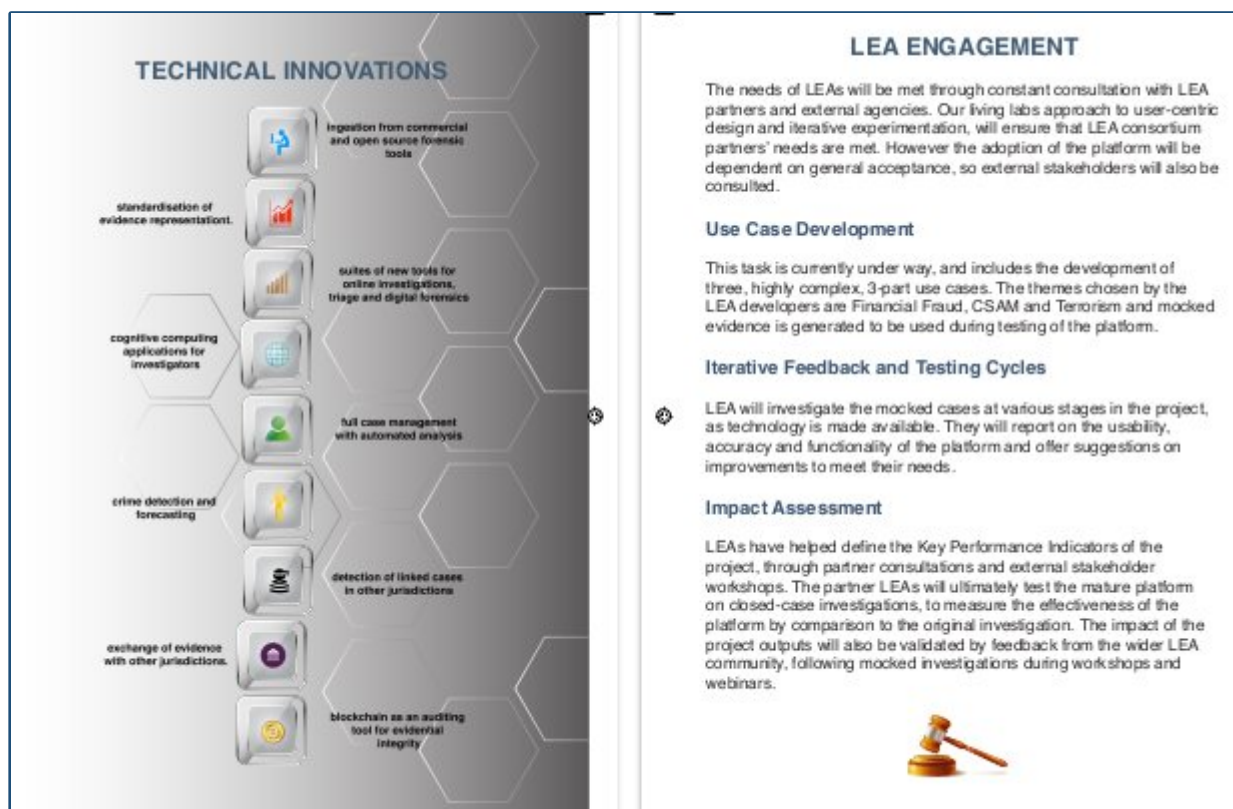 TECHNICAL INNOVATIONS
ingestion from commercial
and open source forensic
tools
standardisation of
evidence representationt.
suites of new tools for
online investigations,
triage and digital forensics
cognitive computing
applications for
investigators
full case management
with automated analysis
crime detection and
forecasting
detection of linked cases
in other jurisdictions
exchange of evidence
with other jurisdictions.
blockchain as an auditing
tool for evidential
integrity
LEA ENGAGEMENT
The needs of LEAs will be met through constant consultation with LEA
partners and external agencies. Our living labs approach to user-centric
design and iterative experimentation, will ensure that LEA consortium
partners' needs are met. However the adoption of the platform will be
dependent on general acceptance, so external stakeholders will also be
consulted.
Use Case Development
This task is currently under way, and includes the development of
three, highly complex, 3-part use cases. The themes chosen by the
LEA developers are Financial Fraud, CSAM and Terrorism and mocked
evidence is generated to be used during testing of the platform.
Iterative Feedback and Testing Cycles
LEA will investigate the mocked cases at various stages in the project,
as technology is made available. They will report on the usability,
accuracy and functionality of the platform and offer suggestions on
improvements to meet their needs.
Impact Assessment
LEAs have helped define the Key Performance Indicators of the
project, through partner consultations and external stakeholder
workshops. The partner LEAs will ultimately test the mature platform
on closed-case investigations, to measure the effectiveness of the
platform by comparison to the original investigation. The impact of the
project outputs will also be validated by feedback from the wider LEA
community, following mocked investigations during workshops and
webinars.